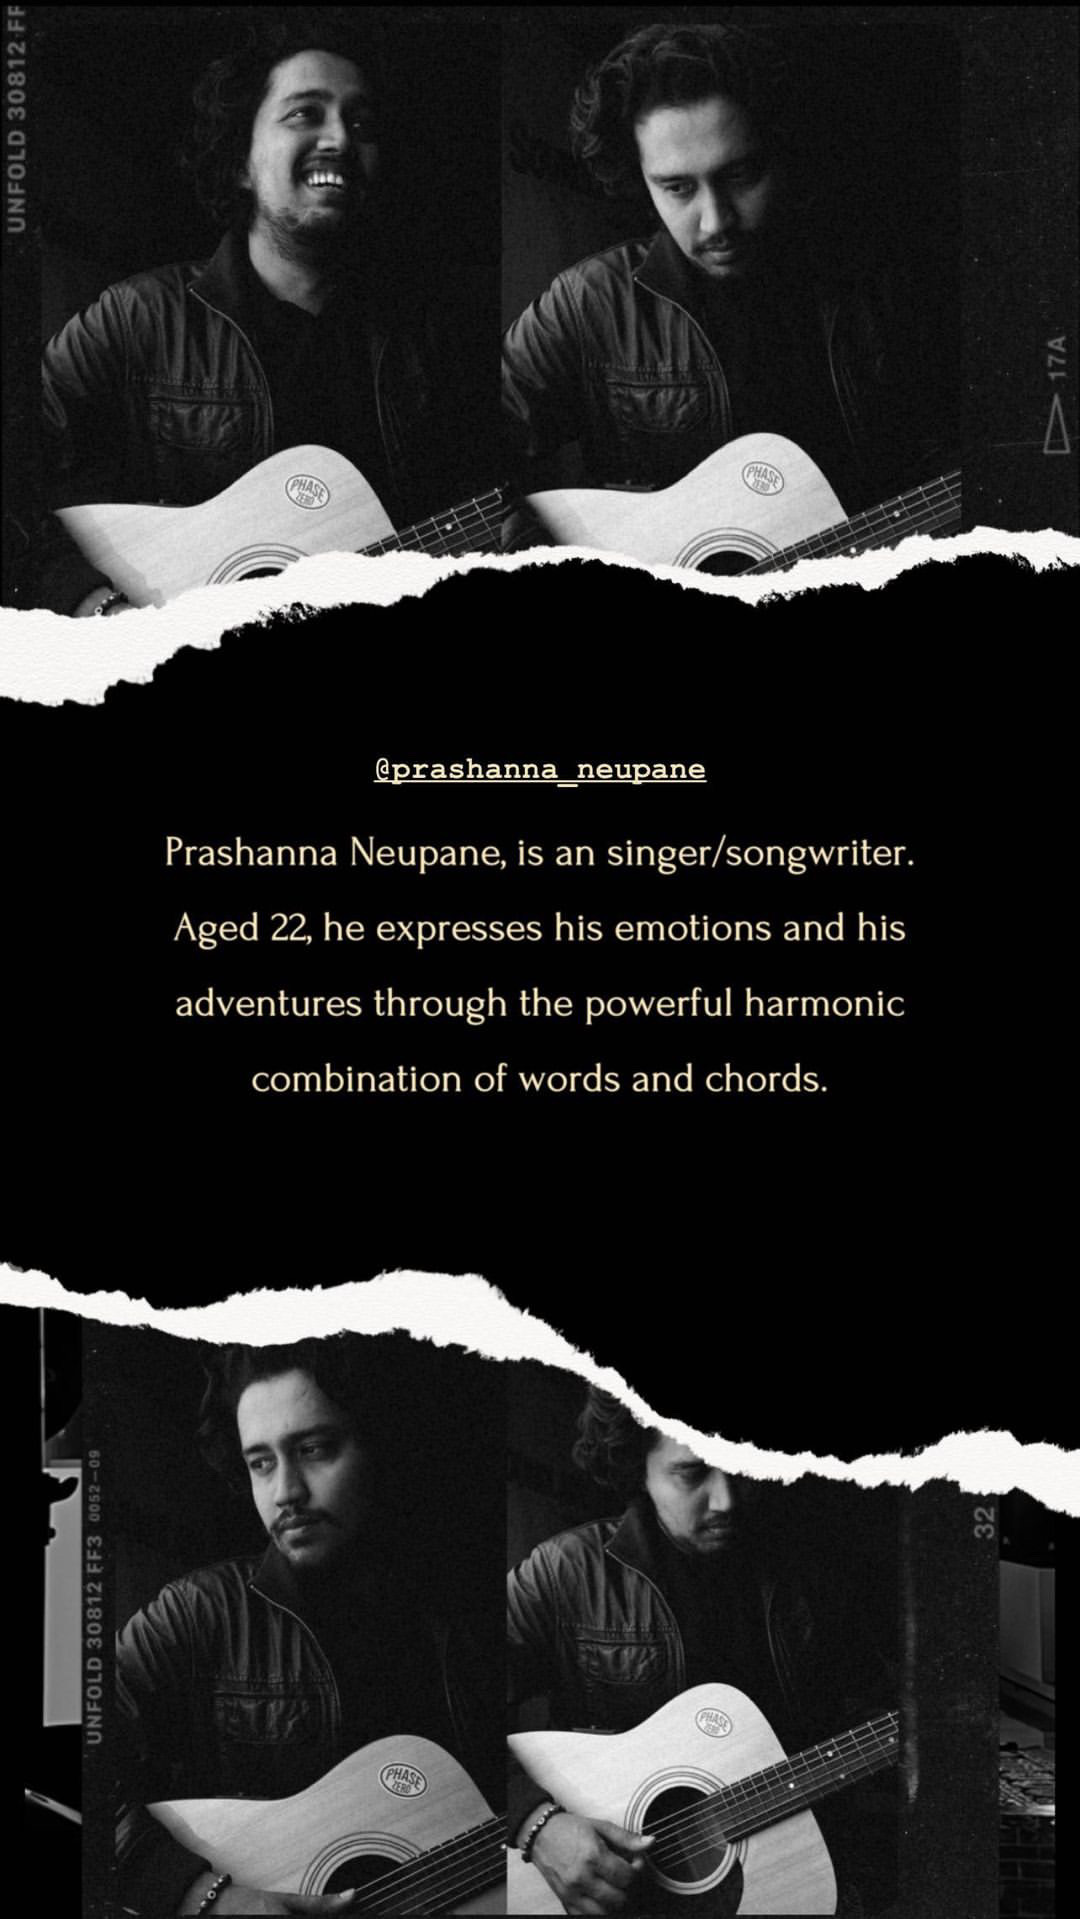 UNFOLD 30812 FF
17A
PHASE
ZERO
PHASE
ZERO
@prashanna_neupane
Prashanna Neupane, is an singer/songwriter.
Aged 22, he expresses his emotions and his
adventures through the powerful harmonic
combination of words and chords.
UNFOLD 30812 FF3 0052-09
32
PHASE
ZERO
PHASE
ZERO